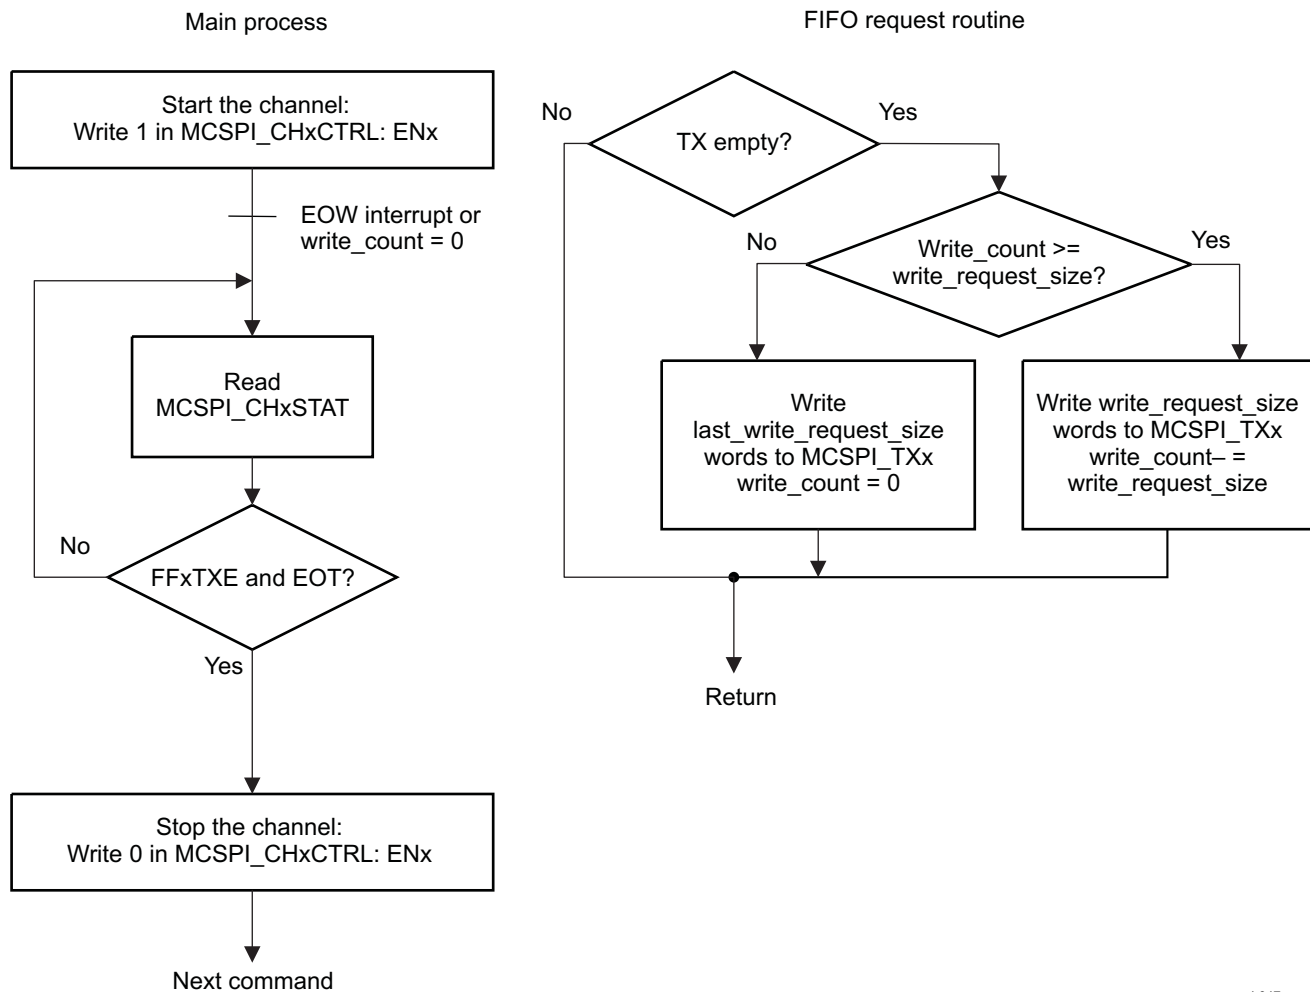 Main process
Start the channel:
Write 1 in MCSPI_CHxCTRL: ENx
EOW interrupt or
write_count = 0
Read
MCSPI_CHxSTAT
No
FFxTXE and EOT?
Yes
Stop the channel:
Write 0 in MCSPI_CHxCTRL: ENx
Next command
FIFO request routine
No
TX empty?
Yes
No
Write_count >=
write_request_size?
Yes
Write
last_write_request_size
words to MCSPI_TXx
write_count = 0
Write write_request_size
words to MCSPI_TXx
write_count– =
write_request_size
Return